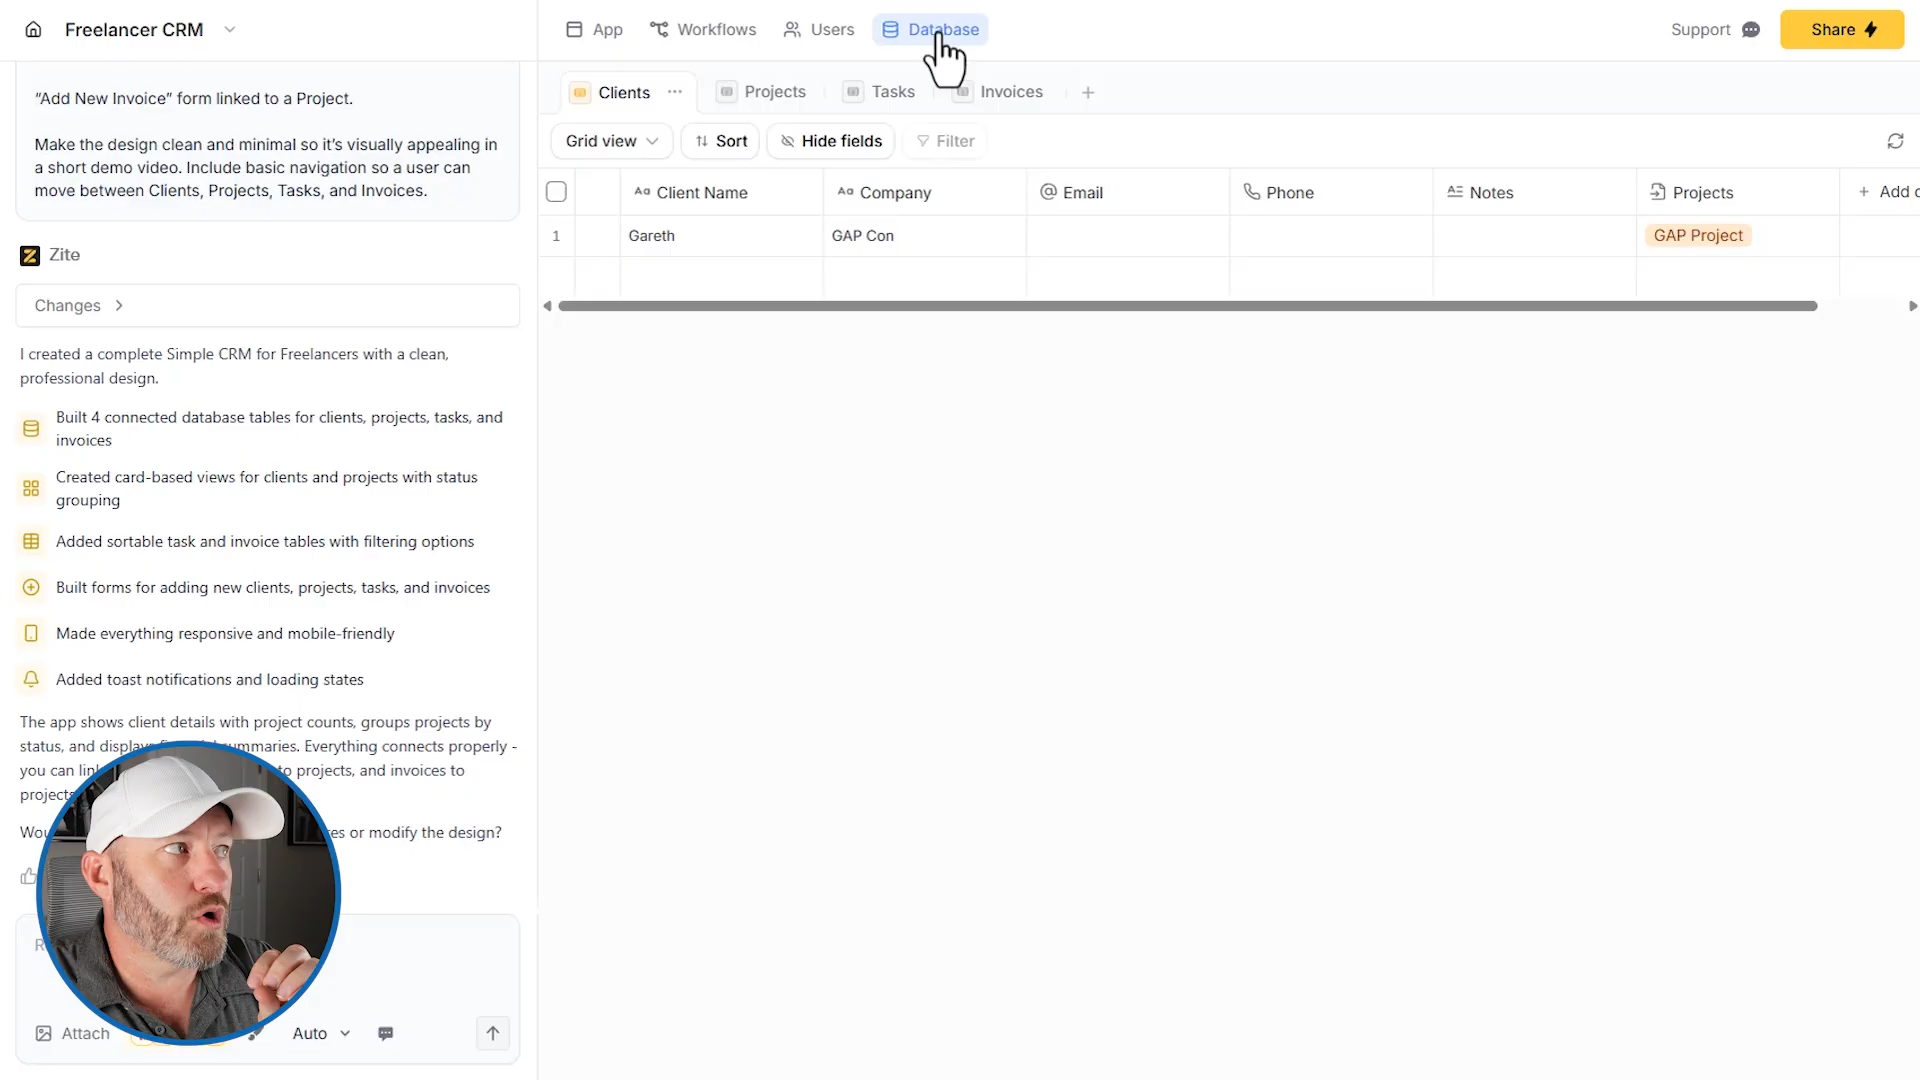 Freelancer CRM
App
Workflows
Users
Database
Support
Share
“Add New Invoice” form linked to a Project.
Make the design clean and minimal so it’s visually appealing in
a short demo video. Include basic navigation so a user can
move between Clients, Projects, Tasks, and Invoices.
Zite
Changes
I created a complete Simple CRM for Freelancers with a clean,
professional design.
Built 4 connected database tables for clients, projects, tasks, and
invoices
Created card-based views for clients and projects with status
grouping
Added sortable task and invoice tables with filtering options
Built forms for adding new clients, projects, tasks, and invoices
Made everything responsive and mobile-friendly
Added toast notifications and loading states
The app shows client details with project counts, groups projects by
status, and displays summaries. Everything connects properly -
you can to projects, and invoices to
projects
or modify the design?
Attach
Auto
Clients
Projects
Tasks
Invoices
Grid view
Sort
Hide fields
Filter
Client Name
Company
Email
Phone
Notes
Projects
+ Add
1
Gareth
GAP Con
GAP Project